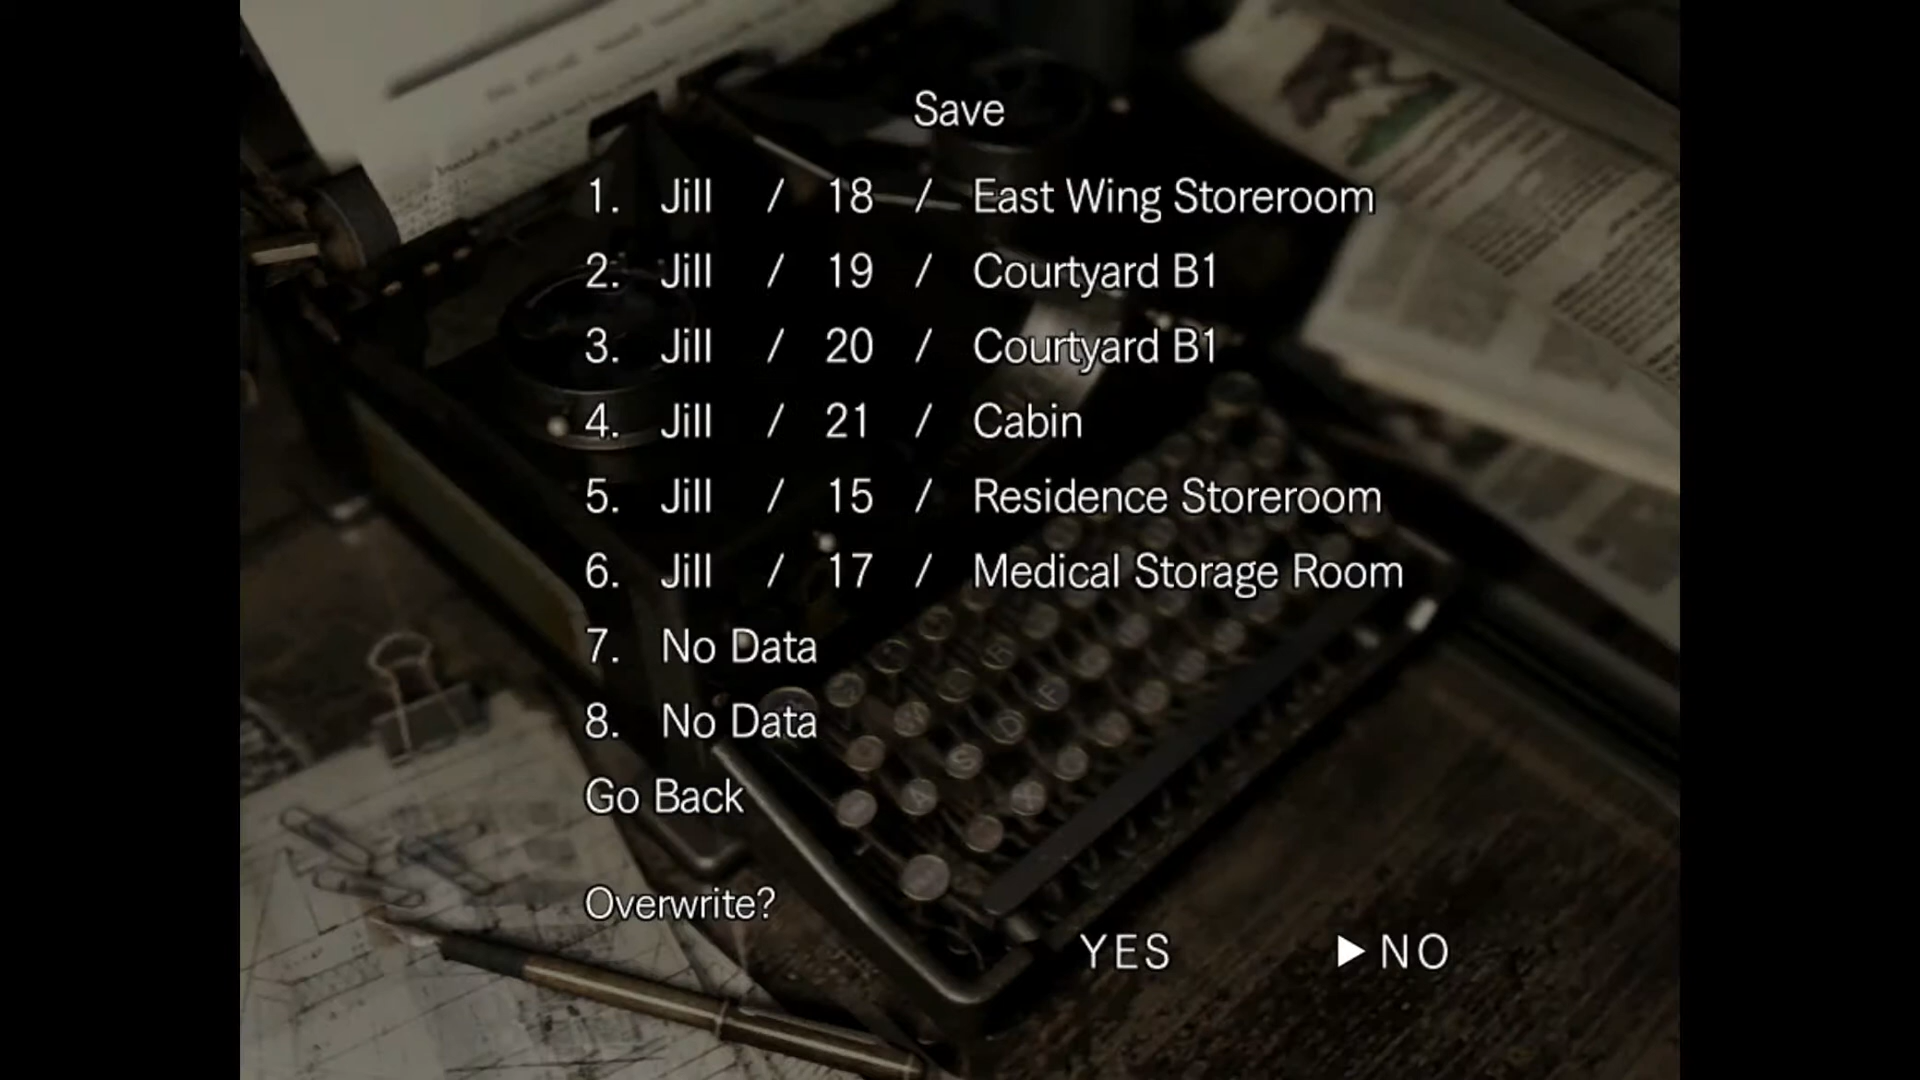 Save
1. Jill / 18 / East Wing Storeroom
2. Jill / 19 / Courtyard B1
3. Jill / 20 / Courtyard B1
4. Jill / 21 / Cabin
5. Jill / 15 / Residence Storeroom
6. Jill / 17 / Medical Storage Room
7. No Data
8. No Data
Go Back
Overwrite?
YES ▶NO